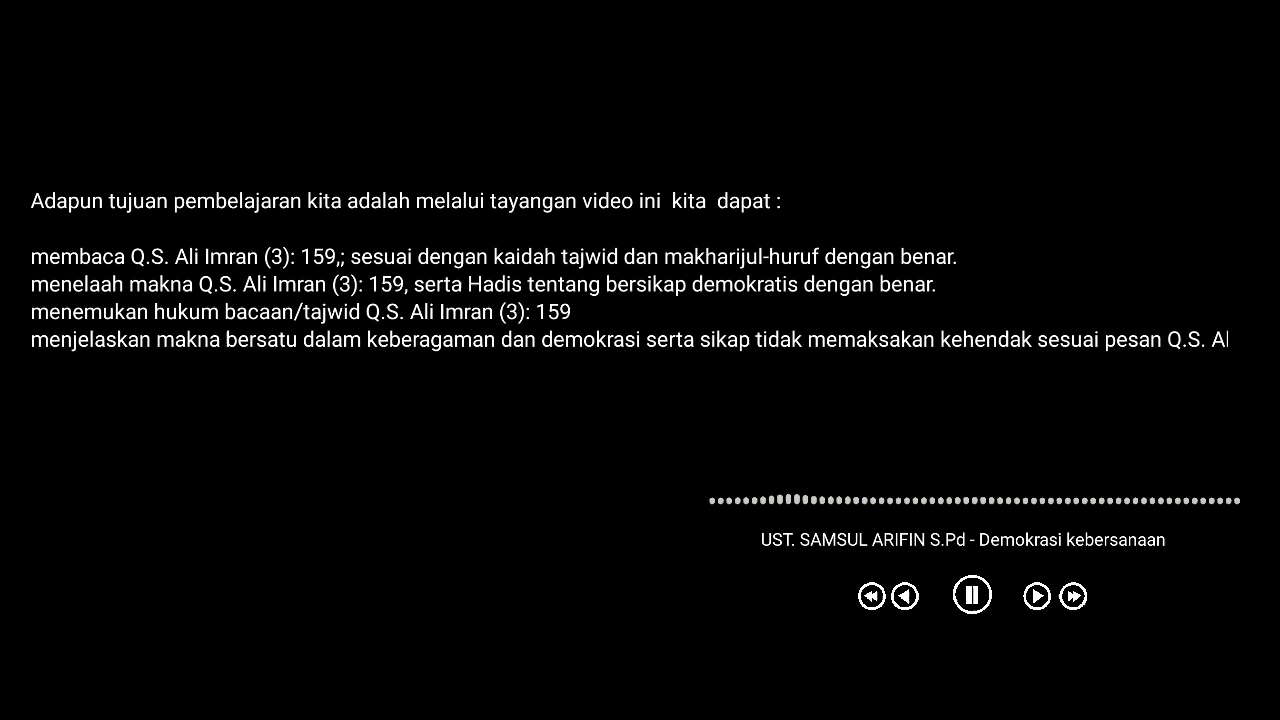 Adapun tujuan pembelajaran kita adalah melalui tayangan video ini  kita  dapat :
membaca Q.S. Ali Imran (3): 159,; sesuai dengan kaidah tajwid dan makharijul-huruf dengan benar.
menelaah makna Q.S. Ali Imran (3): 159, serta Hadis tentang bersikap demokratis dengan benar.
menemukan hukum bacaan/tajwid Q.S. Ali Imran (3): 159
menjelaskan makna bersatu dalam keberagaman dan demokrasi serta sikap tidak memaksakan kehendak sesuai pesan Q.S.
UST. SAMSUL ARIFIN S.Pd - Demokrasi kebersanaan